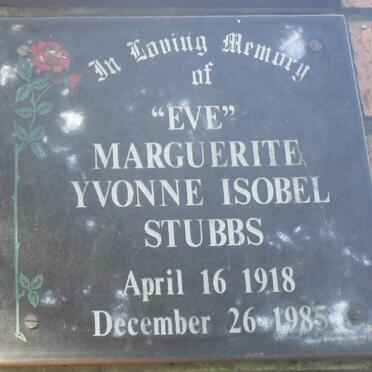 In Loving Memory
of
“EVE”
MARGUERITE
YVONNE ISOBEL
STUBBS
April 16 1918
December 26 1985